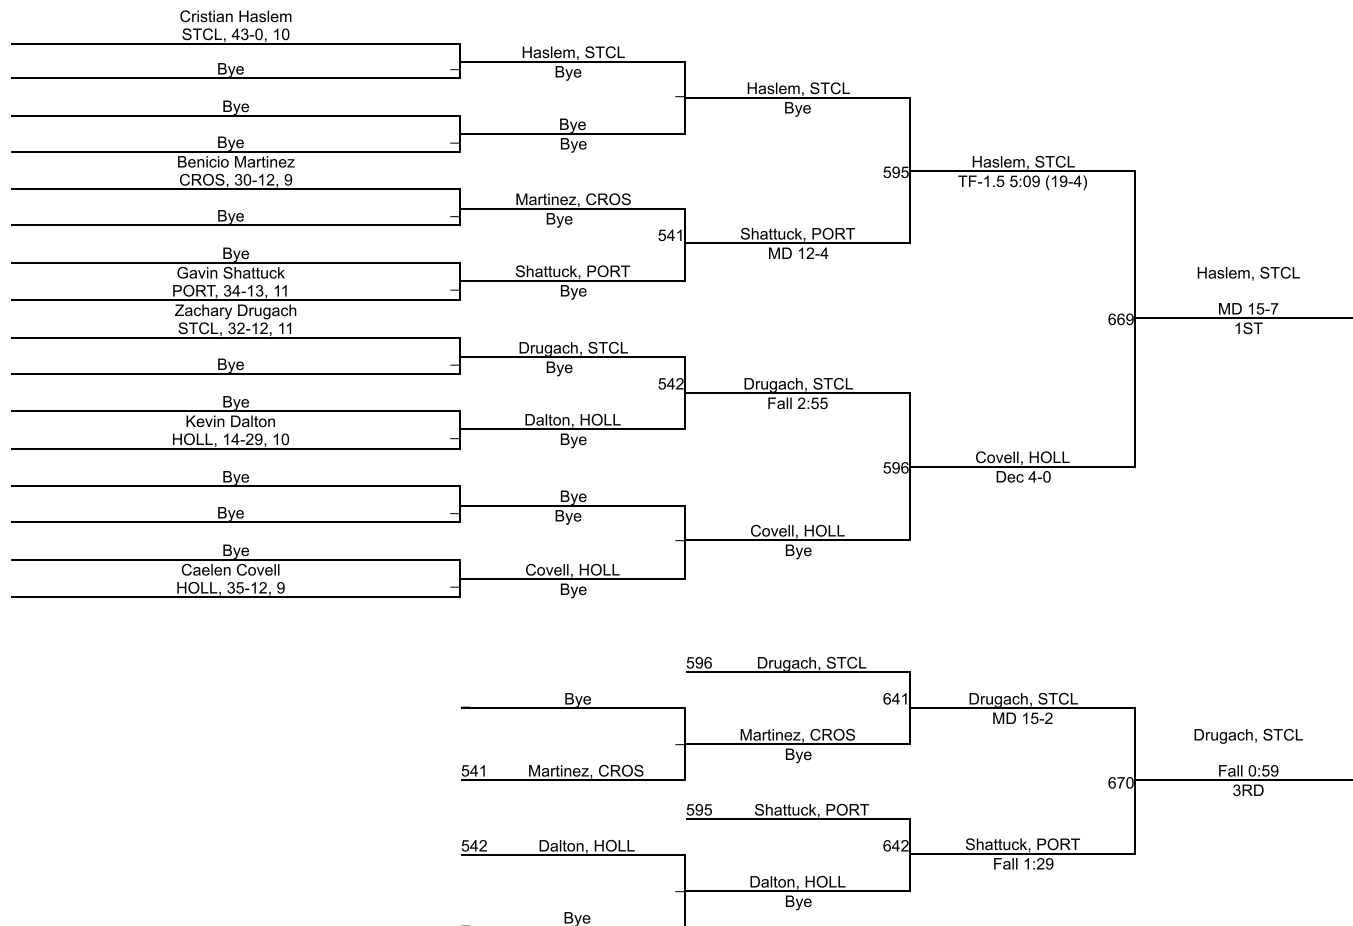 Cristian Haslem
STCL, 43-0, 10
Bye
Bye
Bye
Benicio Martinez
CROS, 30-12, 9
Bye
Bye
Gavin Shattuck
PORT, 34-13, 11
Zachary Drugach
STCL, 32-12, 11
Bye
Bye
Kevin Dalton
HOLL, 14-29, 10
Bye
Bye
Bye
Caelen Covell
HOLL, 35-12, 9
Haslem, STCL
Bye
Bye
Bye
Martinez, CROS
Bye
541
Shattuck, PORT
Bye
Drugach, STCL
Bye
542
Dalton, HOLL
Bye
Bye
Bye
Covell, HOLL
Bye
Haslem, STCL
Bye
595
Shattuck, PORT
MD 12-4
Drugach, STCL
Fall 2:55
596
Covell, HOLL
Bye
Haslem, STCL
TF-1.5 5:09 (19-4)
669
Covell, HOLL
Dec 4-0
Haslem, STCL
MD 15-7
1ST
596 Drugach, STCL
Bye
641
Martinez, CROS
Bye
541 Martinez, CROS
595 Shattuck, PORT
542 Dalton, HOLL
642
Dalton, HOLL
Bye
Bye
Drugach, STCL
MD 15-2
670
Shattuck, PORT
Fall 1:29
Drugach, STCL
Fall 0:59
3RD